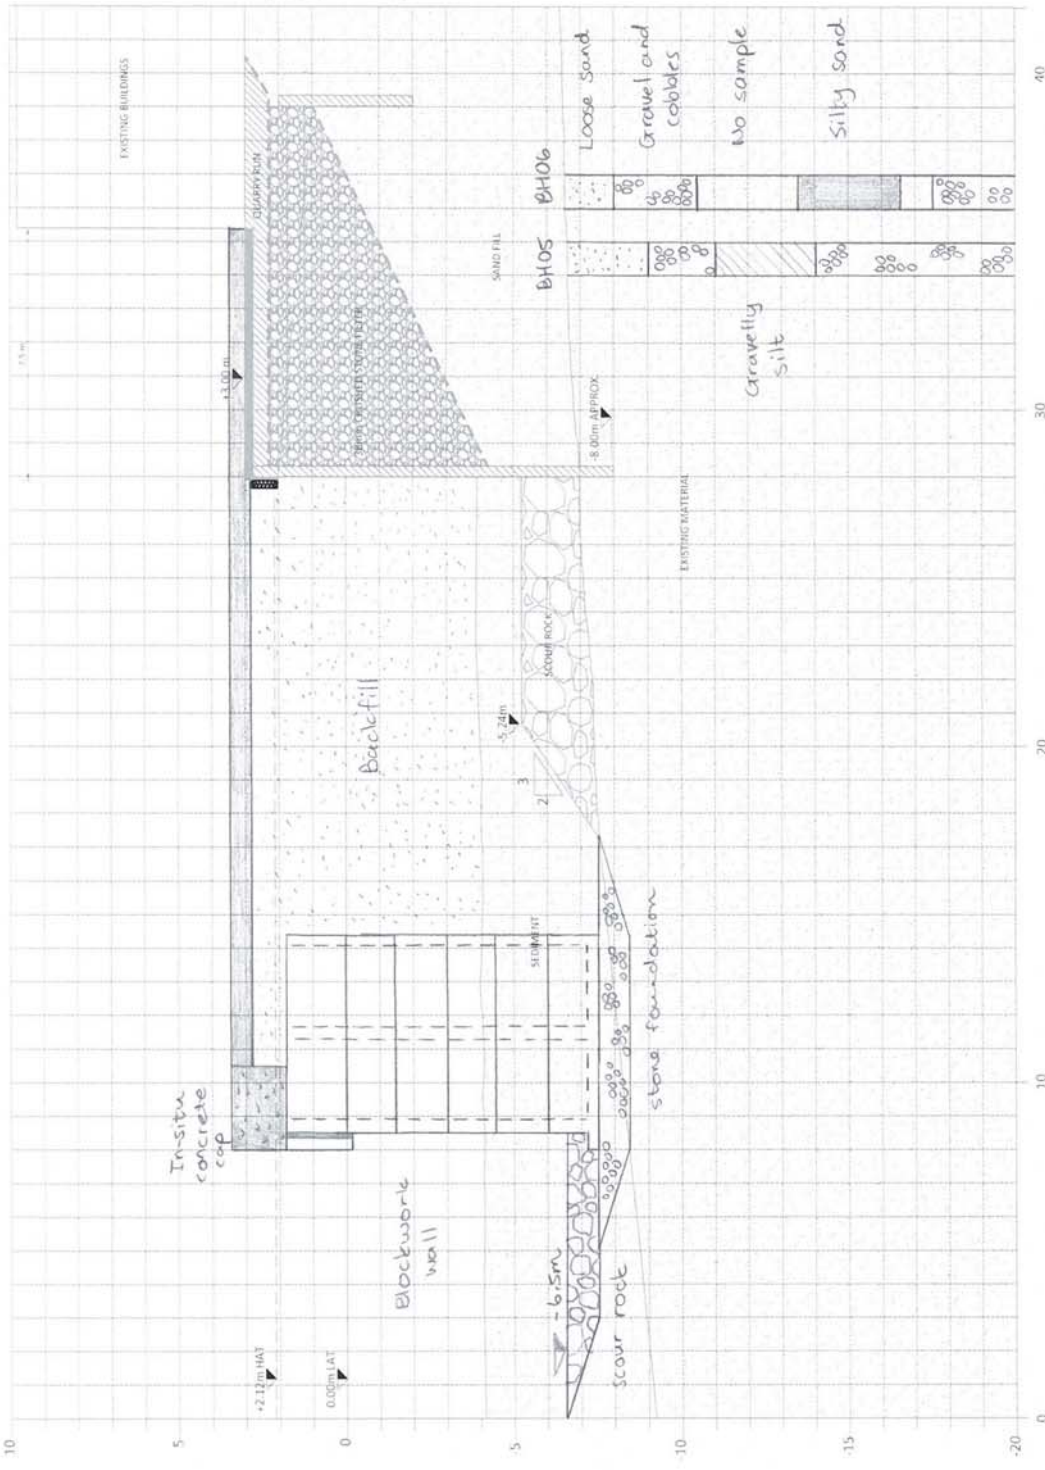 EXISTING BUILDINGS
7.5 m
QUARRY RUN
+3.00 m
SAND FILL
-8.00m APPROX
EXISTING MATERIAL
BH05
BH06
Loose sand
Gravel and
cobbles
No sample
Silty sand
Gravelly
silt
Backfill
SCOUR ROCK
-5.24m
3
2
SEDIMENT
stone foundation
In-situ
concrete
cap
Blockwork
wall
+2.12m HAT
0.00m LAT
-6.5m
scour rock
10
5
0
-5
-10
-15
-20
0
10
20
30
40